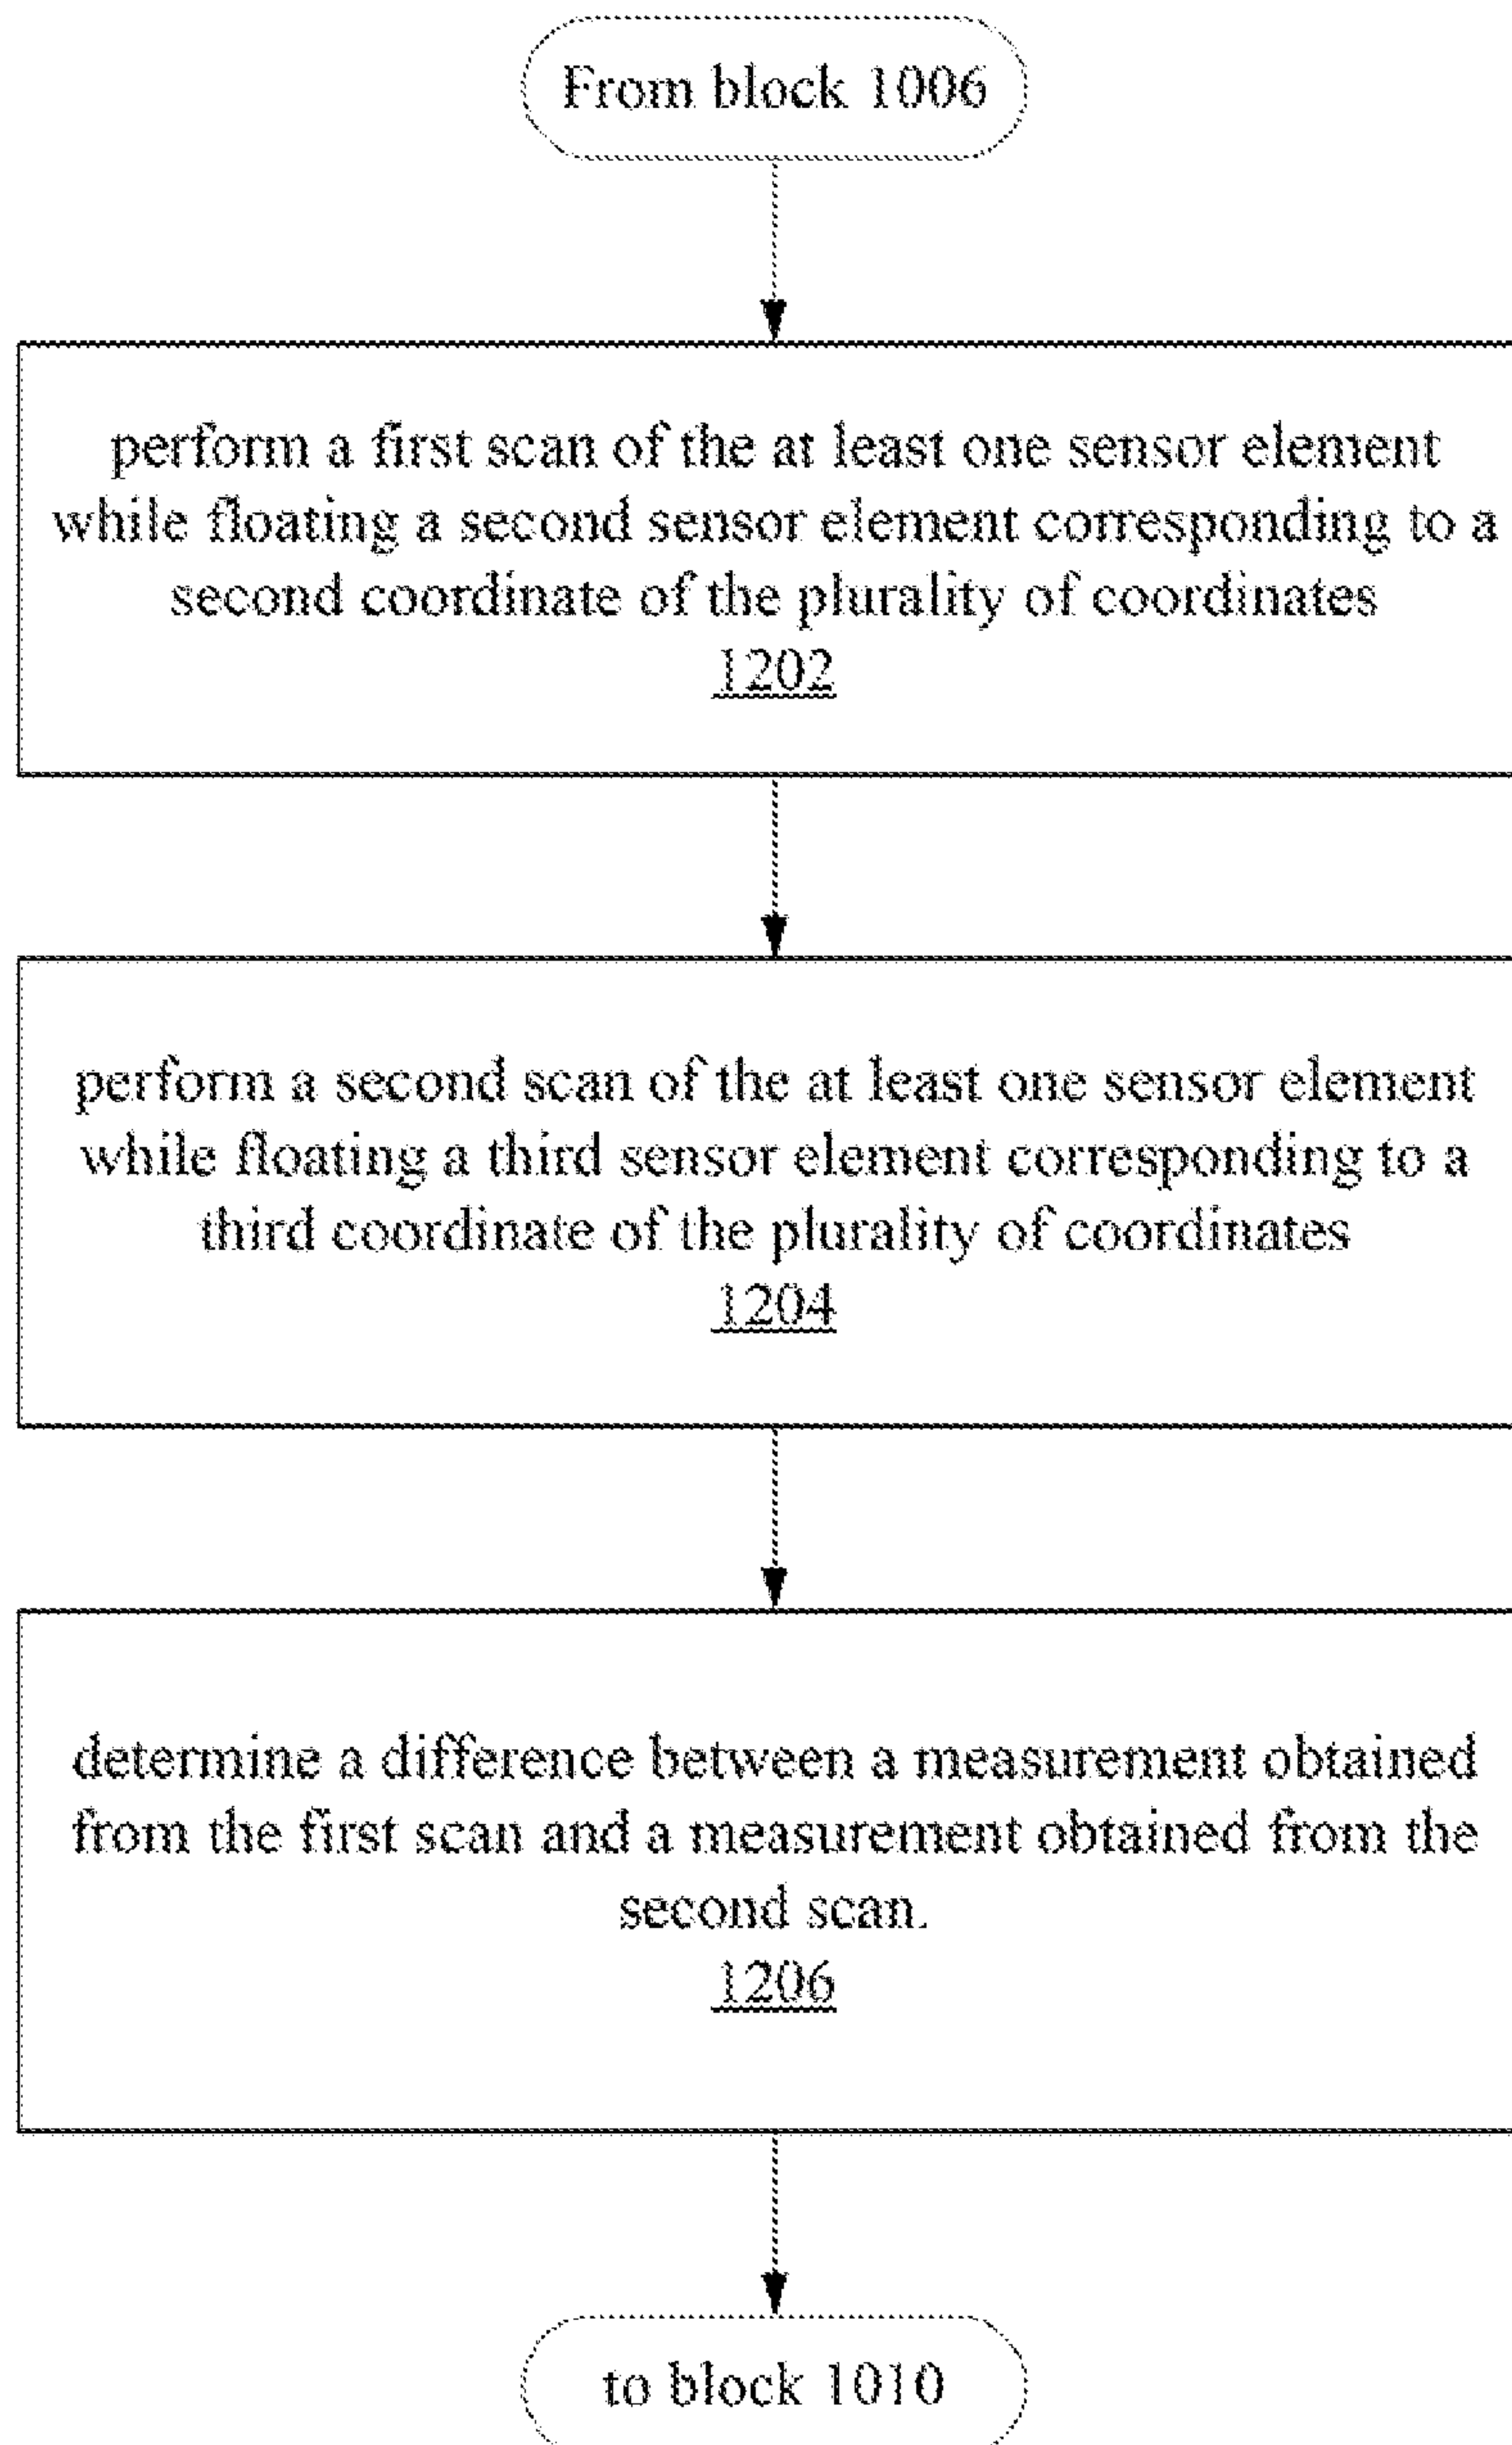 From block 1006
perform a first scan of the at least one sensor element
while floating a second sensor element corresponding to a
second coordinate of the plurality of coordinates
1202
perform a second scan of the at least one sensor element
while floating a third sensor element corresponding to a
third coordinate of the plurality of coordinates
1204
determine a difference between a measurement obtained
from the first scan and a measurement obtained from the
second scan.
1206
to block 1010